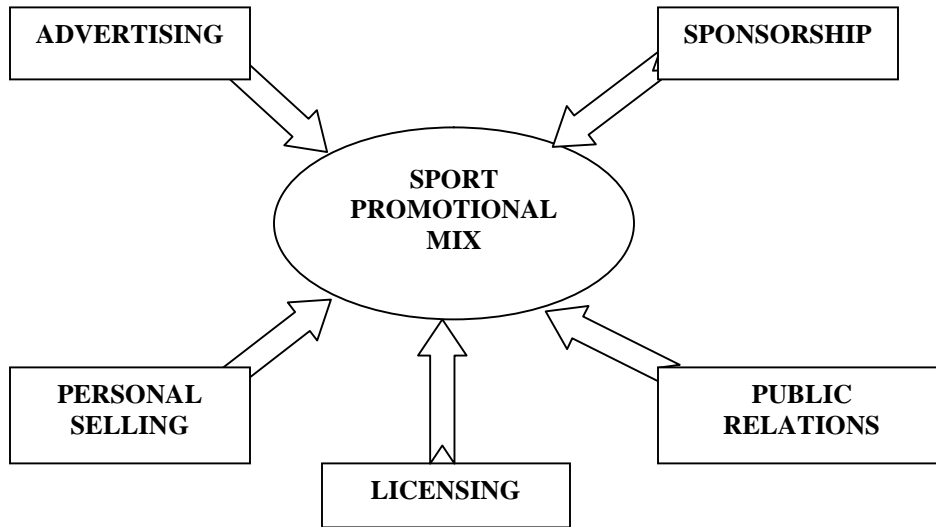 ADVERTISING
SPONSORSHIP
SPORT
PROMOTIONAL
MIX
PERSONAL
SELLING
PUBLIC
RELATIONS
LICENSING